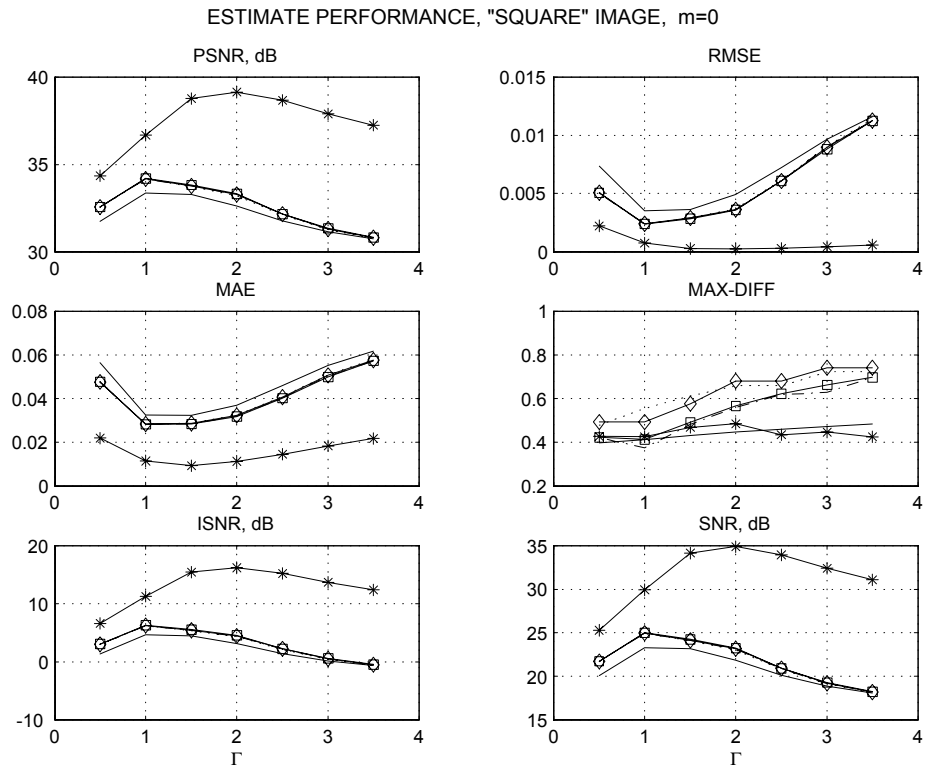 ESTIMATE PERFORMANCE, "SQUARE" IMAGE, m=0
PSNR, dB
40
35
30
0 1 2 3 4
RMSE
0.015
0.01
0.005
0
0 1 2 3 4
MAE
0.08
0.06
0.04
0.02
0
0 1 2 3 4
MAX-DIFF
1
0.8
0.6
0.4
0.2
0 1 2 3 4
ISNR, dB
20
10
0
-10
0 1 2 3 4
Γ
SNR, dB
35
30
25
20
15
0 1 2 3 4
Γ